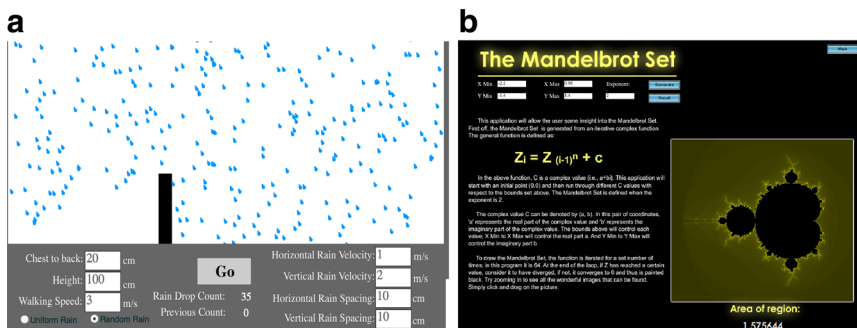 a
Chest to back: 20 cm
Height: 100 cm
Walking Speed: 3 m/s
Uniform Rain Random Rain
Go
Rain Drop Count: 35
Previous Count: 0
Horizontal Rain Velocity: 1 m/s
Vertical Rain Velocity: 2 m/s
Horizontal Rain Spacing: 10 cm
Vertical Rain Spacing: 10 cm
b
The Mandelbrot Set
Main
X Min X Max Exponent: Generate
Y Min Y Max 2 Reset
This application will allow the user some insight into the Mandelbrot Set.
First off, the Mandelbrot Set is generated from an iterative complex function.
The general function is defined as:
Zi = Z (i-1)^n + c
In the above function, C is a complex value (i.e., a+bi). This application will
start with an initial point (0,0) and then run through different C values with
respect to the bounds set above. The Mandelbrot Set is defined when the
exponent is 2.
The complex value C can be denoted by (a, b). In this pair of coordinates,
'a' represents the real part of the complex value and 'b' represents the
imaginary part of the complex value. The bounds above will control each
value; X Min to X Max will control the real part a. And Y Min to Y Max will
control the imaginary part b.
To draw the Mandelbrot Set, the function is iterated for a set number of
times; in this program it is 64. At the end of the loop, if Z has reached a certain
value, consider it to have diverged, if not, it converges to 0 and thus is painted
black. Try zooming in to see all the wonderful images that can be found.
Simply click and drag on the picture.
Area of region:
1.575644